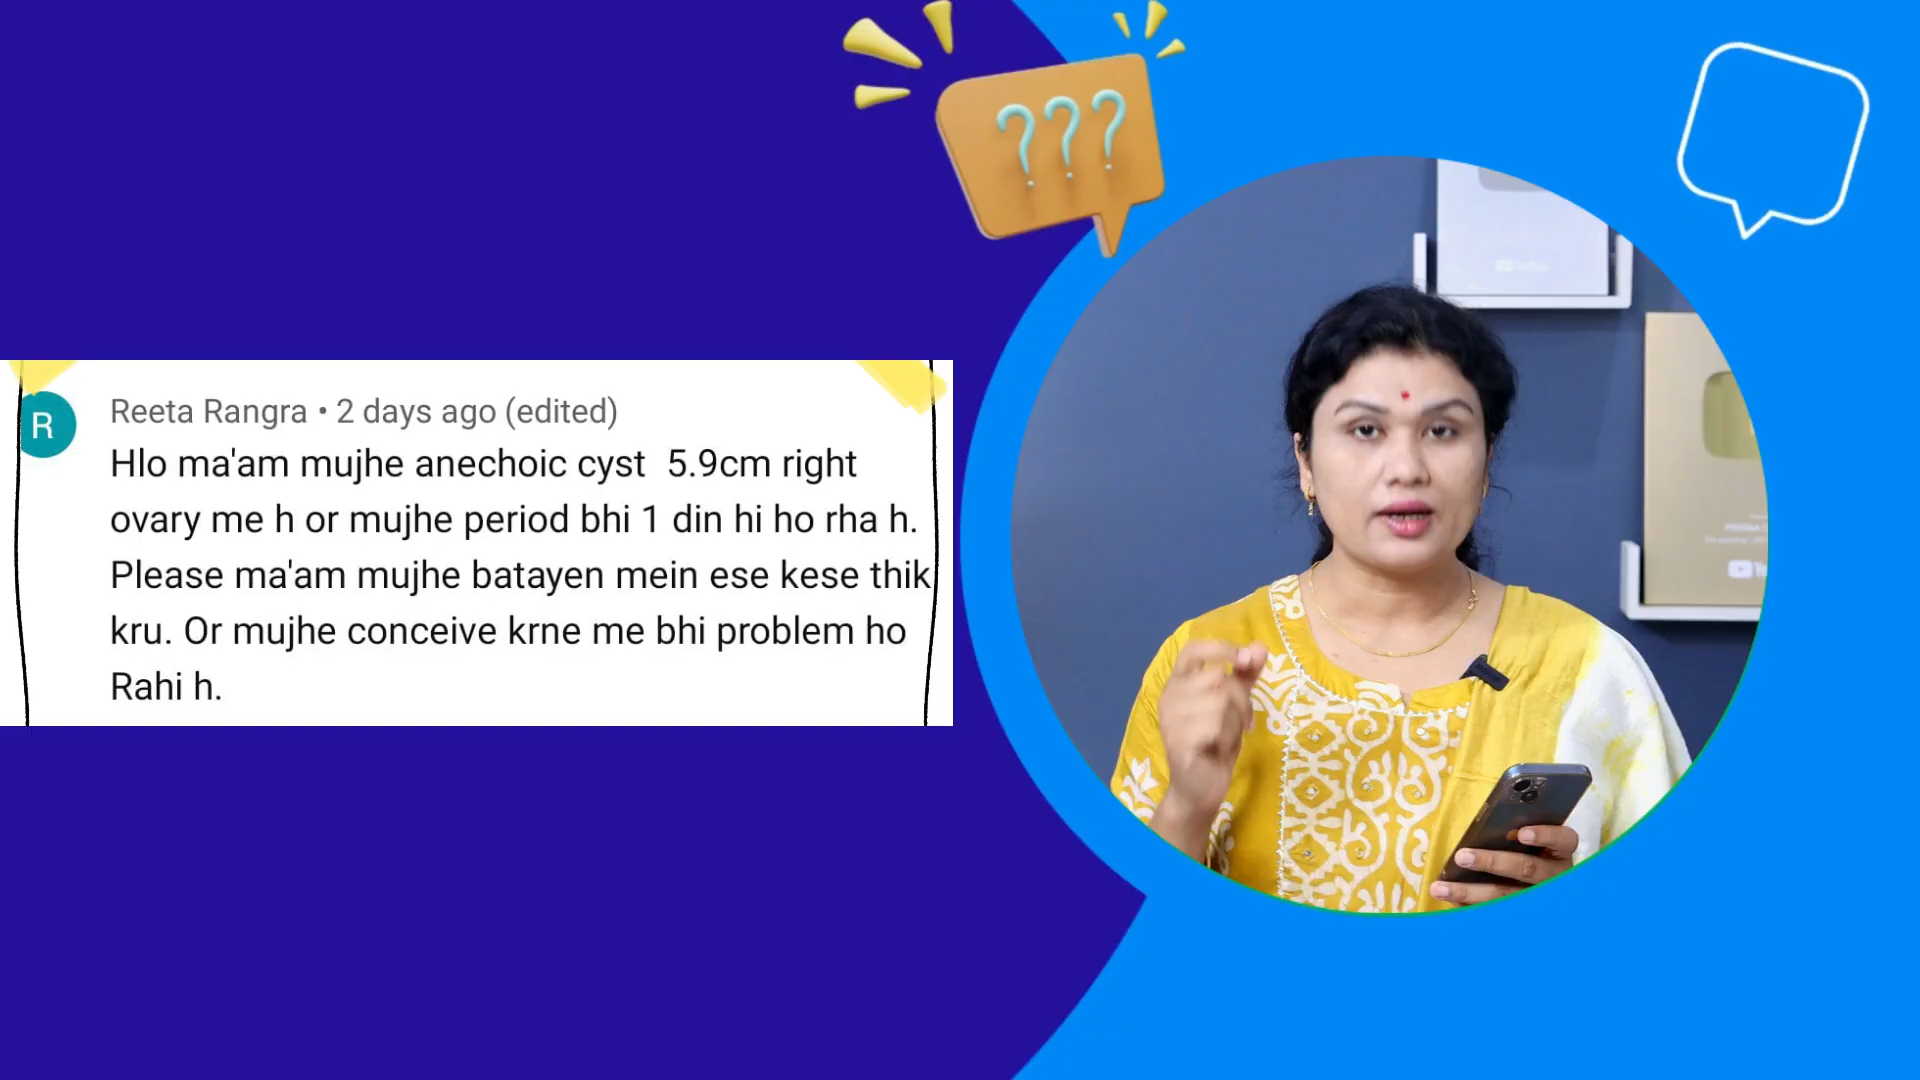 ???
R
Reeta Rangra • 2 days ago (edited)
Hlo ma'am mujhe anechoic cyst 5.9cm right
ovary me h or mujhe period bhi 1 din hi ho rha h.
Please ma'am mujhe batayen mein ese kese thik
kru. Or mujhe conceive krne me bhi problem ho
Rahi h.